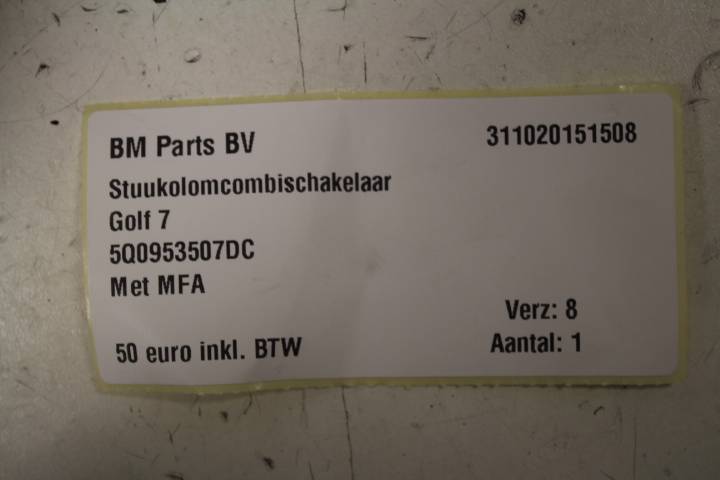 BM Parts BV 311020151508
Stuukolomcombischakelaar
Golf 7
5Q0953507DC
Met MFA
Verz: 8
50 euro inkl. BTW Aantal: 1